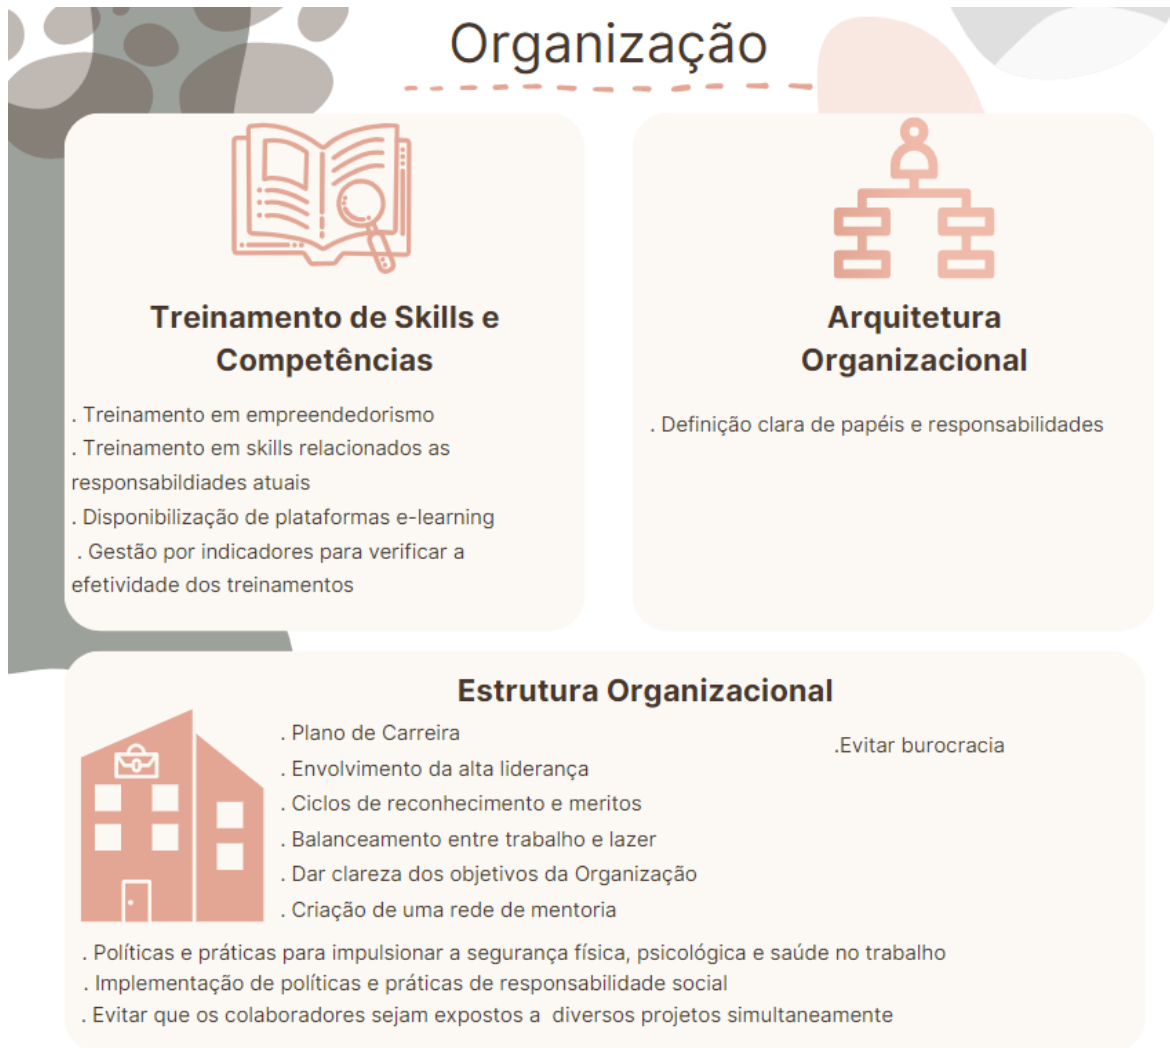 Organização
Treinamento de Skills e
Competências
. Treinamento em empreendedorismo
. Treinamento em skills relacionados as
responsabildiades atuais
. Disponibilização de plataformas e-learning
. Gestão por indicadores para verificar a
efetividade dos treinamentos
Arquitetura
Organizacional
. Definição clara de papéis e responsabilidades
Estrutura Organizacional
. Plano de Carreira
. Envolvimento da alta liderança
. Ciclos de reconhecimento e meritos
. Balanceamento entre trabalho e lazer
. Dar clareza dos objetivos da Organização
. Criação de uma rede de mentoria
.Evitar burocracia
. Políticas e práticas para impulsionar a segurança física, psicológica e saúde no trabalho
. Implementação de políticas e práticas de responsabilidade social
. Evitar que os colaboradores sejam expostos a diversos projetos simultaneamente